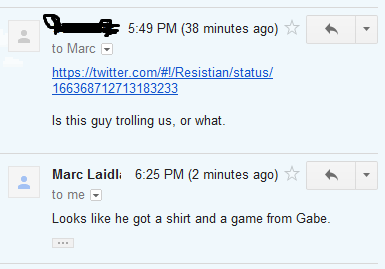 5:49 PM (38 minutes ago)
to Marc
https://twitter.com/#!/Resistian/status/
166368712713183233
Is this guy trolling us, or what.
Marc Laidla 6:25 PM (2 minutes ago)
to me
Looks like he got a shirt and a game from Gabe.